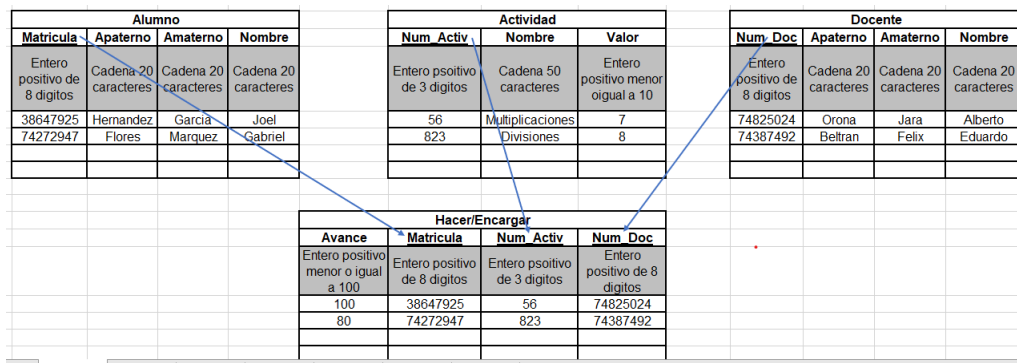 Alumno
Matricula Apaterno Amaterno Nombre
Entero positivo de 8 digitos
Cadena 20 caracteres
Cadena 20 caracteres
Cadena 20 caracteres
38647925 Hernandez Garcia Joel
74272947 Flores Marquez Gabriel
Actividad
Num_Activ Nombre Valor
Entero psoitivo de 3 digitos
Cadena 50 caracteres
Entero positivo menor oigual a 10
56 Multiplicaciones 7
823 Divisiones 8
Docente
Num_Doc Apaterno Amaterno Nombre
Entero positivo de 8 digitos
Cadena 20 caracteres
Cadena 20 caracteres
Cadena 20 caracteres
74825024 Orona Jara Alberto
74387492 Beltran Felix Eduardo
Hacer/Encargar
Avance Matricula Num_Activ Num_Doc
Entero positivo menor o igual a 100
Entero psoitivo de 8 digitos
Entero psoitivo de 3 digitos
Entero positivo de 8 digitos
100 38647925 56 74825024
80 74272947 823 74387492